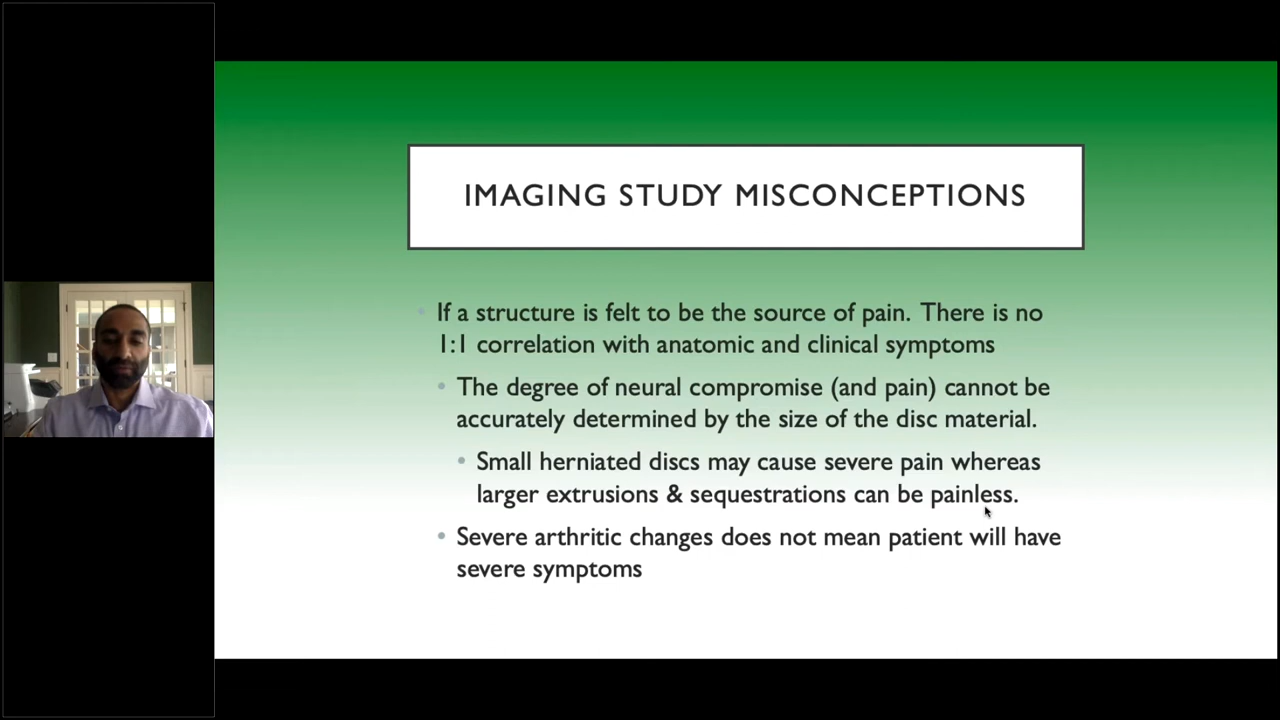 IMAGING STUDY MISCONCEPTIONS
If a structure is felt to be the source of pain. There is no
1:1 correlation with anatomic and clinical symptoms
The degree of neural compromise (and pain) cannot be
accurately determined by the size of the disc material.
Small herniated discs may cause severe pain whereas
larger extrusions & sequestrations can be painless.
Severe arthritic changes does not mean patient will have
severe symptoms